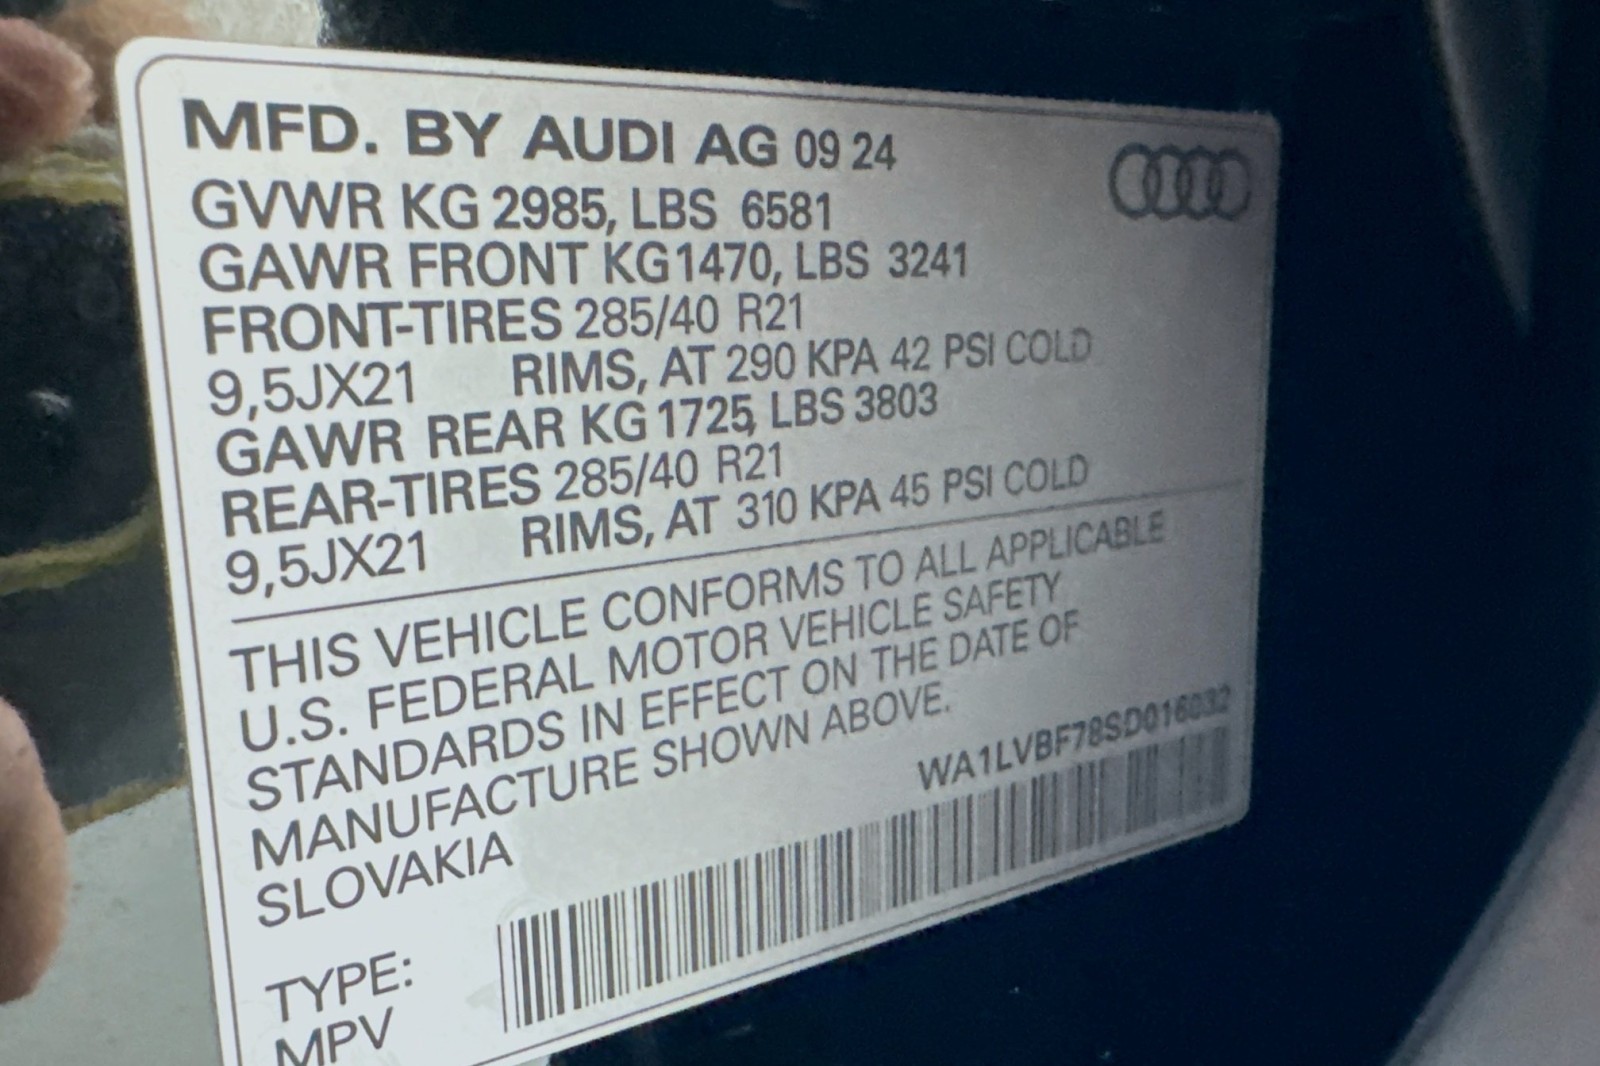 MFD. BY AUDI AG 09 24
GVWR KG 2985, LBS 6581
GAWR FRONT KG 1470, LBS 3241
FRONT-TIRES 285/40 R21
9,5JX21 RIMS, AT 290 KPA 42 PSI COLD
GAWR REAR KG 1725, LBS 3803
REAR-TIRES 285/40 R21
9,5JX21 RIMS, AT 310 KPA 45 PSI COLD
THIS VEHICLE CONFORMS TO ALL APPLICABLE
U.S. FEDERAL MOTOR VEHICLE SAFETY
STANDARDS IN EFFECT ON THE DATE OF
MANUFACTURE SHOWN ABOVE.
SLOVAKIA
WA1LVBF78SD016032
TYPE:
MPV